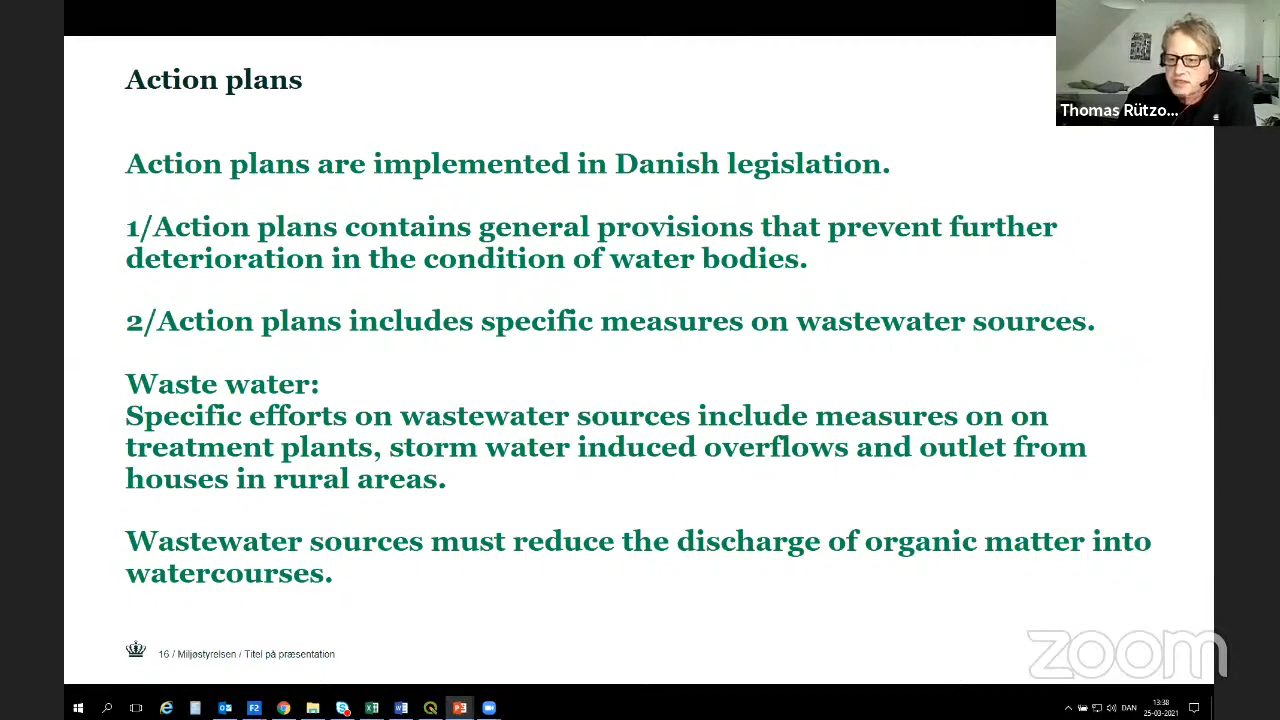 Action plans
Thomas Rützo...
Action plans are implemented in Danish legislation.
1/Action plans contains general provisions that prevent further
deterioration in the condition of water bodies.
2/Action plans includes specific measures on wastewater sources.
Waste water:
Specific efforts on wastewater sources include measures on on
treatment plants, storm water induced overflows and outlet from
houses in rural areas.
Wastewater sources must reduce the discharge of organic matter into
watercourses.
16 / Miljøstyrelsen / Titel på præsentation
zoom
F2
DAN
13:38
25-03-2021